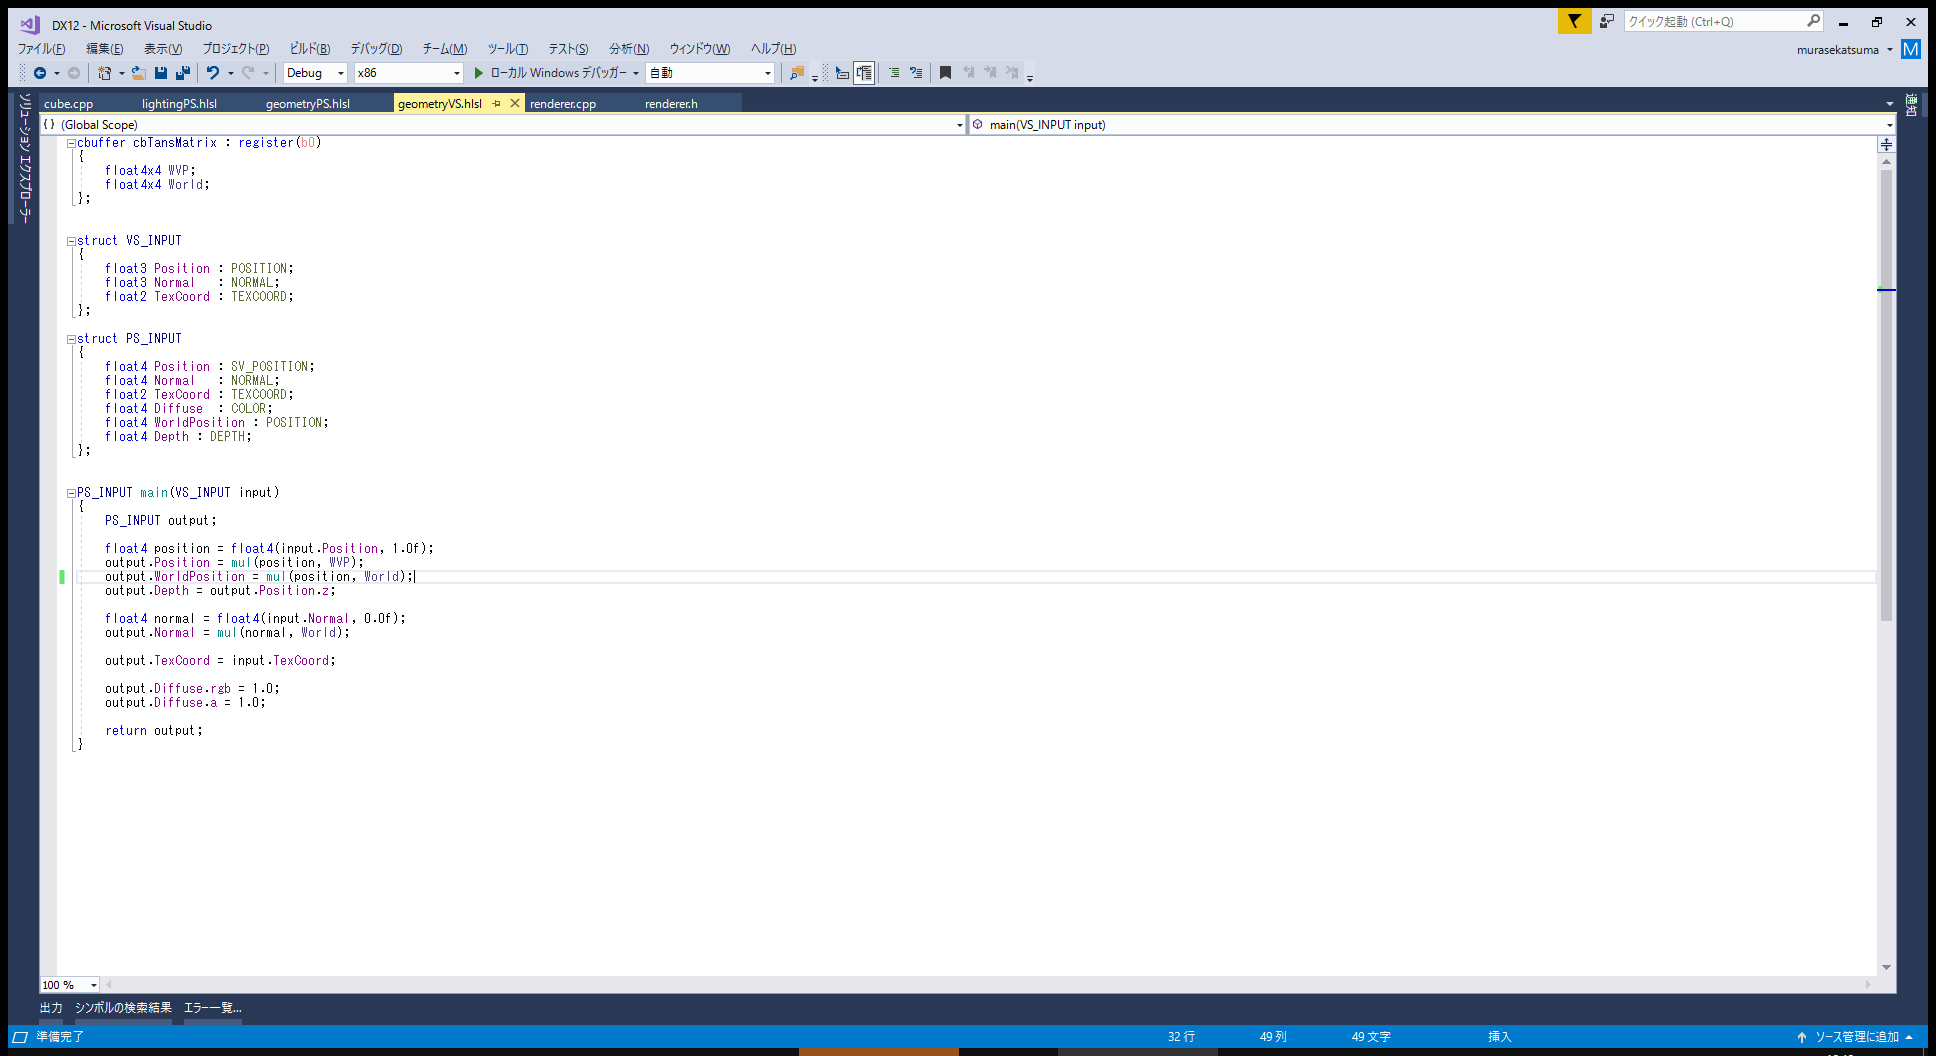 DX12 - Microsoft Visual Studio
クイック起動 (Ctrl+Q)
ファイル(F) 編集(E) 表示(V) プロジェクト(P) ビルド(B) デバッグ(D) チーム(M) ツール(T) テスト(S) 分析(N) ウィンドウ(W) ヘルプ(H)
murasekatsuma M
Debug x86 ローカル Windows デバッガー 自動
ソリューション エクスプローラー
通知
cube.cpp lightingPS.hlsl geometryPS.hlsl geometryVS.hlsl renderer.cpp renderer.h
{} (Global Scope) main(VS_INPUT input)
cbuffer cbTansMatrix : register(b0)
{
float4x4 WVP;
float4x4 World;
};
struct VS_INPUT
{
float3 Position : POSITION;
float3 Normal : NORMAL;
float2 TexCoord : TEXCOORD;
};
struct PS_INPUT
{
float4 Position : SV_POSITION;
float4 Normal : NORMAL;
float2 TexCoord : TEXCOORD;
float4 Diffuse : COLOR;
float4 WorldPosition : POSITION;
float4 Depth : DEPTH;
};
PS_INPUT main(VS_INPUT input)
{
PS_INPUT output;
float4 position = float4(input.Position, 1.0f);
output.Position = mul(position, WVP);
output.WorldPosition = mul(position, World);
output.Depth = output.Position.z;
float4 normal = float4(input.Normal, 0.0f);
output.Normal = mul(normal, World);
output.TexCoord = input.TexCoord;
output.Diffuse.rgb = 1.0;
output.Diffuse.a = 1.0;
return output;
}
100 %
出力 シンボルの検索結果 エラー一覧...
準備完了 32 行 49 列 49 文字 挿入 ソース管理に追加